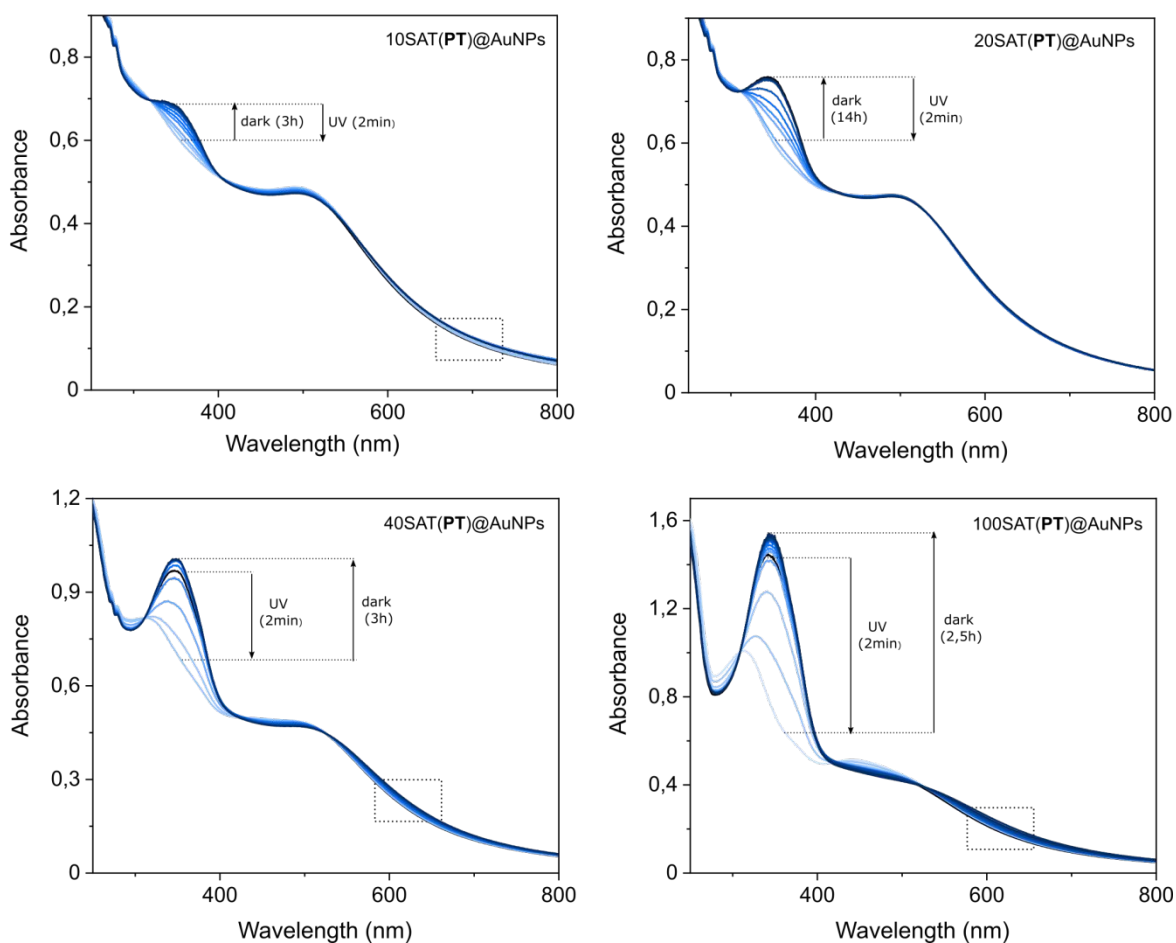 10SAT(PT)@AuNPs
Absorbance
0,8
0,6
0,4
0,2
0
dark (3h)
UV (2min)
400
600
800
Wavelength (nm)
20SAT(PT)@AuNPs
Absorbance
0,8
0,6
0,4
0,2
0
dark
(14h)
UV
(2min)
400
600
800
Wavelength (nm)
40SAT(PT)@AuNPs
Absorbance
1,2
0,9
0,6
0,3
0
UV
(2min)
dark
(3h)
400
600
800
Wavelength (nm)
100SAT(PT)@AuNPs
Absorbance
1,6
1,2
0,8
0,4
0
UV
(2min)
dark
(2,5h)
400
600
800
Wavelength (nm)